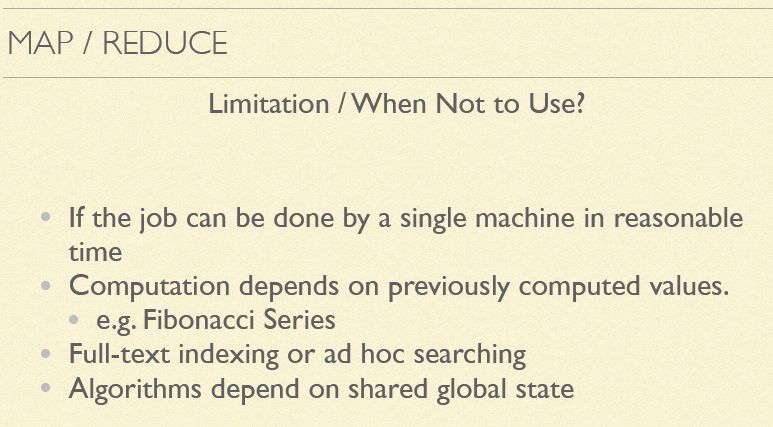 MAP / REDUCE
Limitation / When Not to Use?
• If the job can be done by a single machine in reasonable
time
• Computation depends on previously computed values.
• e.g. Fibonacci Series
• Full-text indexing or ad hoc searching
• Algorithms depend on shared global state